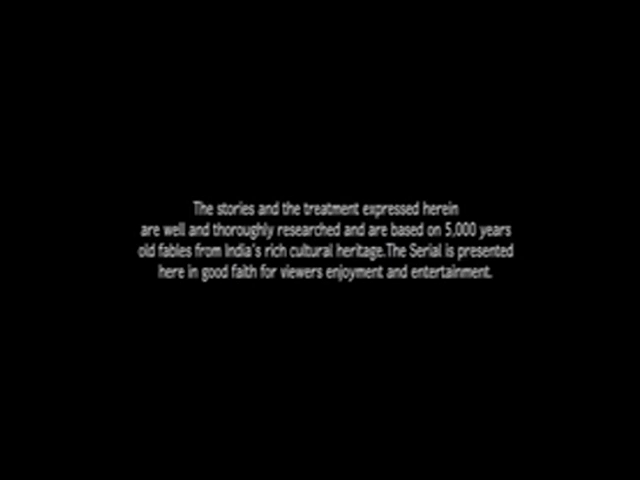 The stories and the treatment expressed herein
are well and thoroughly researched and are based on 5,000 years
old fables from India's rich cultural heritage.The Serial is presented
here in good faith for viewers enjoyment and entertainment.